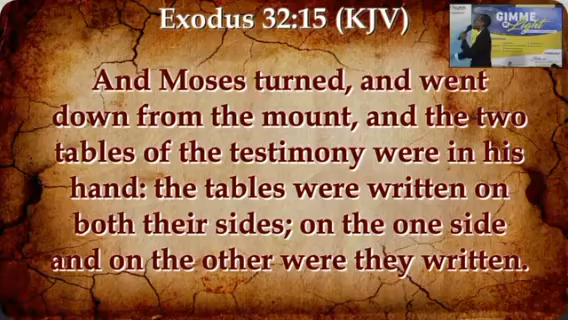 Exodus 32:15 (KJV)
GIMME
Light
And Moses turned, and went
down from the mount, and the two
tables of the testimony were in his
hand: the tables were written on
both their sides; on the one side
and on the other were they written.